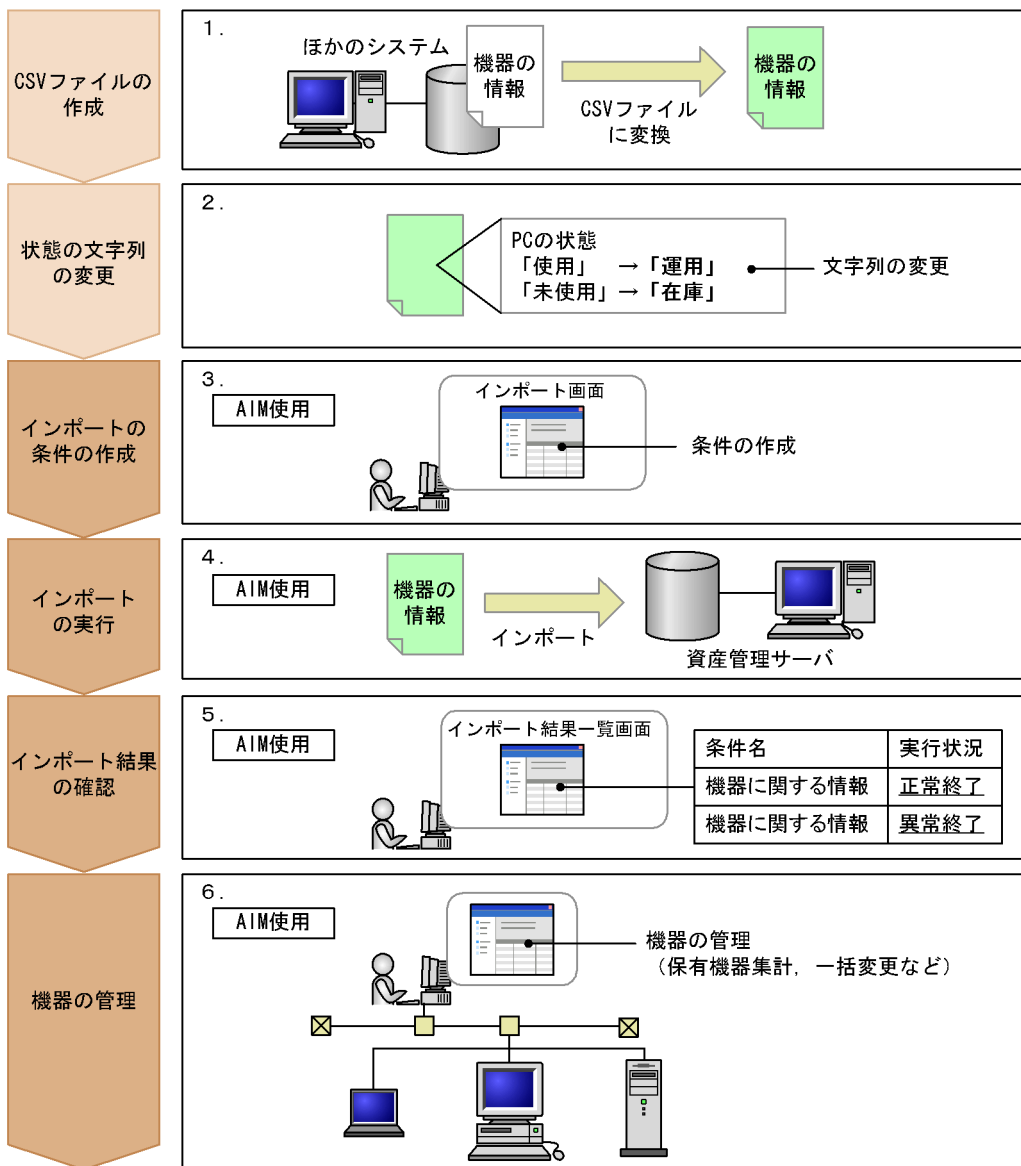 CSVファイルの
作成
1.
ほかのシステム
機器の
情報
CSVファイル
に変換
機器の
情報
状態の文字列
の変更
2.
PCの状態
「使用」 →「運用」
「未使用」→「在庫」
文字列の変更
インポートの
条件の作成
3.
AIM使用
インポート画面
条件の作成
インポート
の実行
4.
AIM使用
機器の
情報
インポート
資産管理サーバ
インポート結果
の確認
5.
AIM使用
インポート結果一覧画面
条件名 実行状況
機器に関する情報 正常終了
機器に関する情報 異常終了
機器の管理
6.
AIM使用
機器の管理
（保有機器集計，一括変更など）